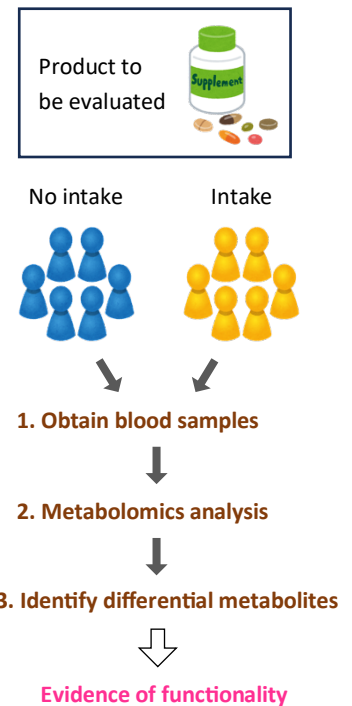 Product to
be evaluated
Supplement
No intake
Intake
1. Obtain blood samples
2. Metabolomics analysis
3. Identify differential metabolites
Evidence of functionality